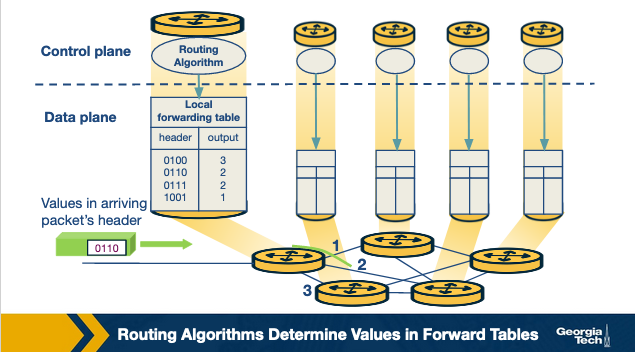 Control plane
Routing
Algorithm
Data plane
Local
forwarding table
header output
0100 3
0110 2
0111 2
1001 1
Values in arriving
packet's header
0110
1
2
3
Routing Algorithms Determine Values in Forward Tables
Georgia
Tech